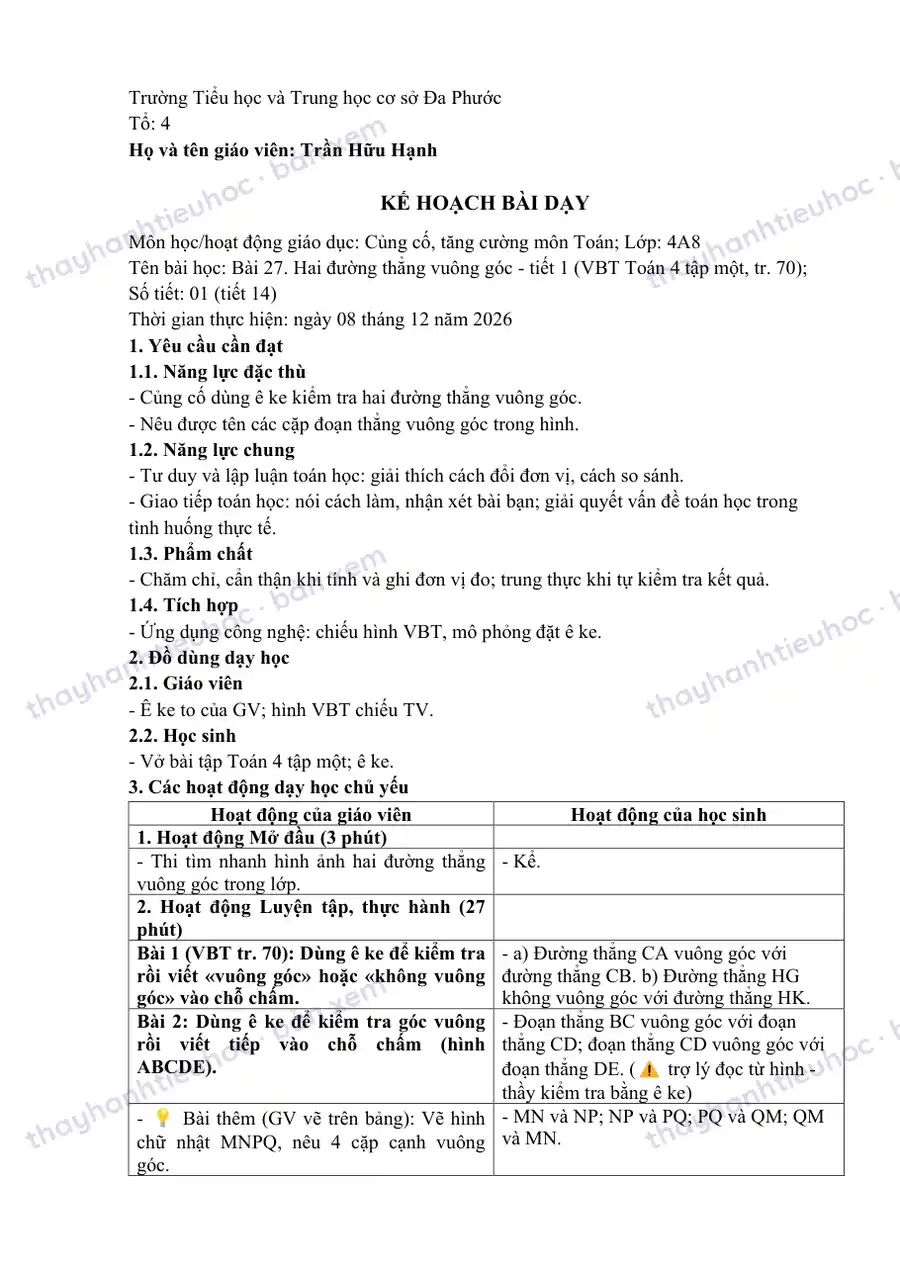 Trường Tiểu học và Trung học cơ sở Đa Phước
Tổ: 4
Họ và tên giáo viên: Trần Hữu Hạnh
KẾ HOẠCH BÀI DẠY
Môn học/hoạt động giáo dục: Củng cố, tăng cường môn Toán; Lớp: 4A8
Tên bài học: Bài 27. Hai đường thẳng vuông góc - tiết 1 (VBT Toán 4 tập một, tr. 70);
Số tiết: 01 (tiết 14)
Thời gian thực hiện: ngày 08 tháng 12 năm 2026
1. Yêu cầu cần đạt
1.1. Năng lực đặc thù
- Củng cố dùng ê ke kiểm tra hai đường thẳng vuông góc.
- Nêu được tên các cặp đoạn thẳng vuông góc trong hình.
1.2. Năng lực chung
- Tư duy và lập luận toán học: giải thích cách đổi đơn vị, cách so sánh.
- Giao tiếp toán học: nói cách làm, nhận xét bài bạn; giải quyết vấn đề toán học trong
tình huống thực tế.
1.3. Phẩm chất
- Chăm chỉ, cẩn thận khi tính và ghi đơn vị đo; trung thực khi tự kiểm tra kết quả.
1.4. Tích hợp
- Ứng dụng công nghệ: chiếu hình VBT, mô phỏng đặt ê ke.
2. Đồ dùng dạy học
2.1. Giáo viên
- Ê ke to của GV; hình VBT chiếu TV.
2.2. Học sinh
- Vở bài tập Toán 4 tập một; ê ke.
3. Các hoạt động dạy học chủ yếu
Hoạt động của giáo viên
Hoạt động của học sinh
1. Hoạt động Mở đầu (3 phút)
- Thi tìm nhanh hình ảnh hai đường thẳng
vuông góc trong lớp.
- Kể.
2. Hoạt động Luyện tập, thực hành (27
phút)
Bài 1 (VBT tr. 70): Dùng ê ke để kiểm tra
rồi viết «vuông góc» hoặc «không vuông
góc» vào chỗ chấm.
- a) Đường thẳng CA vuông góc với
đường thẳng CB. b) Đường thẳng HG
không vuông góc với đường thẳng HK.
Bài 2: Dùng ê ke để kiểm tra góc vuông
rồi viết tiếp vào chỗ chấm (hình
ABCDE).
- Đoạn thẳng BC vuông góc với đoạn
thẳng CD; đoạn thẳng CD vuông góc với
đoạn thẳng DE. (⚠️ trợ lý đọc từ hình -
thầy kiểm tra bằng ê ke)
- 💡 Bài thêm (GV vẽ trên bảng): Vẽ hình
chữ nhật MNPQ, nêu 4 cặp cạnh vuông
góc.
- MN và NP; NP và PQ; PQ và QM; QM
và MN.
thayhanhtieuhoc · bản xem
thayhanhtieuhoc · b
thayhanhtieuhoc · bản xem
thayhanhtieuhoc · b
thayhanhtieuhoc · bản xem
thayhanhtieuhoc · b